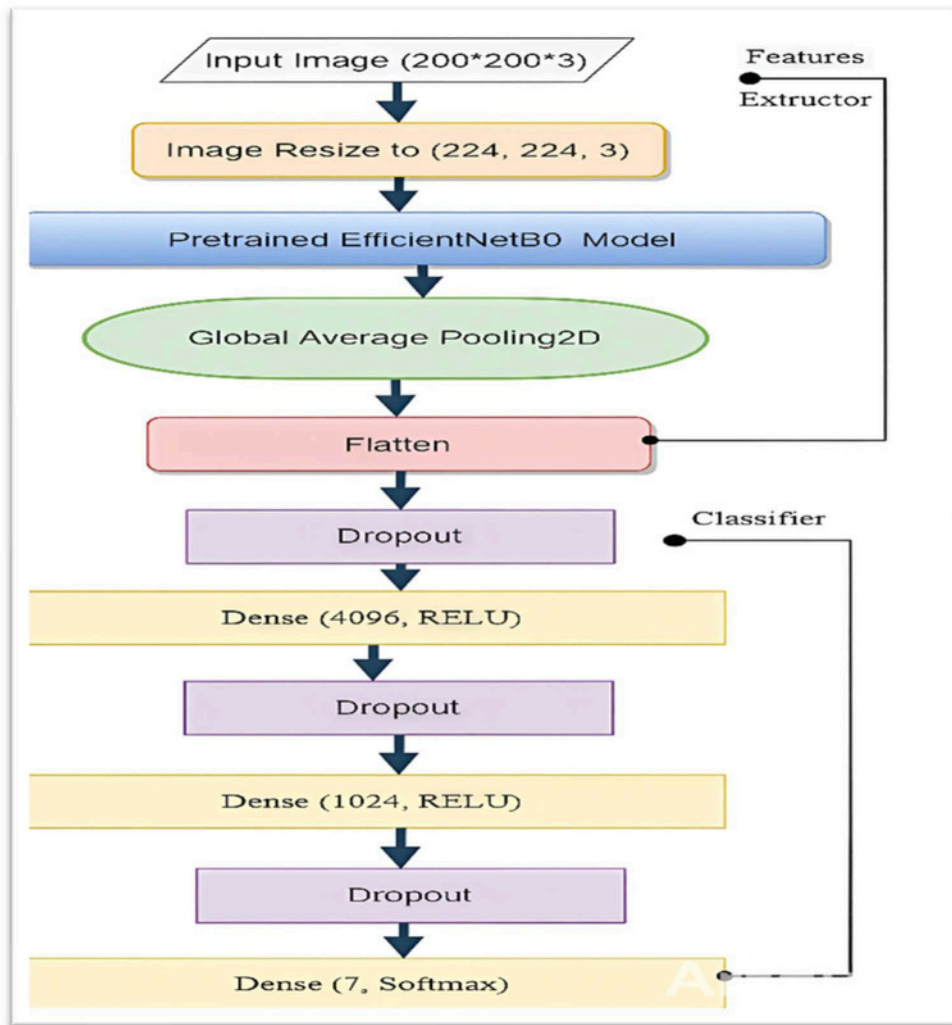 Input Image (200*200*3)
Features
Extructor
Image Resize to (224, 224, 3)
Pretrained EfficientNetB0 Model
Global Average Pooling2D
Flatten
Dropout
Classifier
Dense (4096, RELU)
Dropout
Dense (1024, RELU)
Dropout
Dense (7, Softmax)